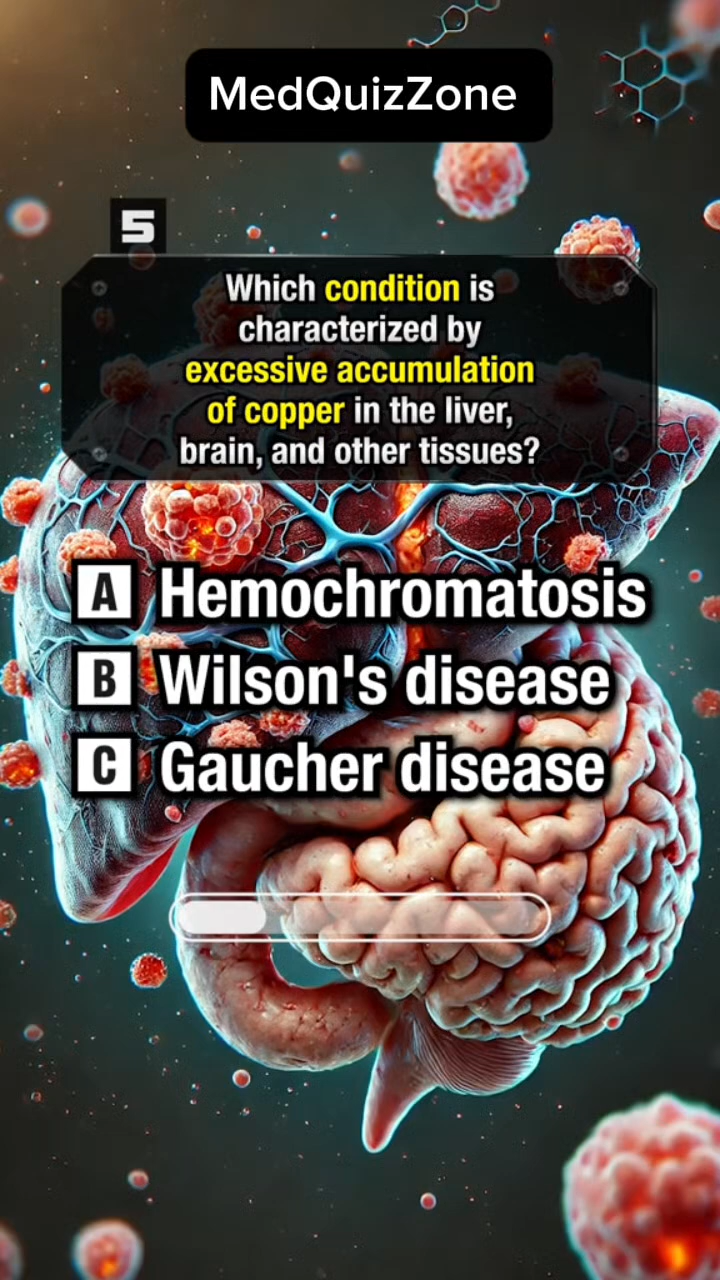 MedQuizZone
5
Which condition is
characterized by
excessive accumulation
of copper in the liver,
brain, and other tissues?
A Hemochromatosis
B Wilson's disease
C Gaucher disease